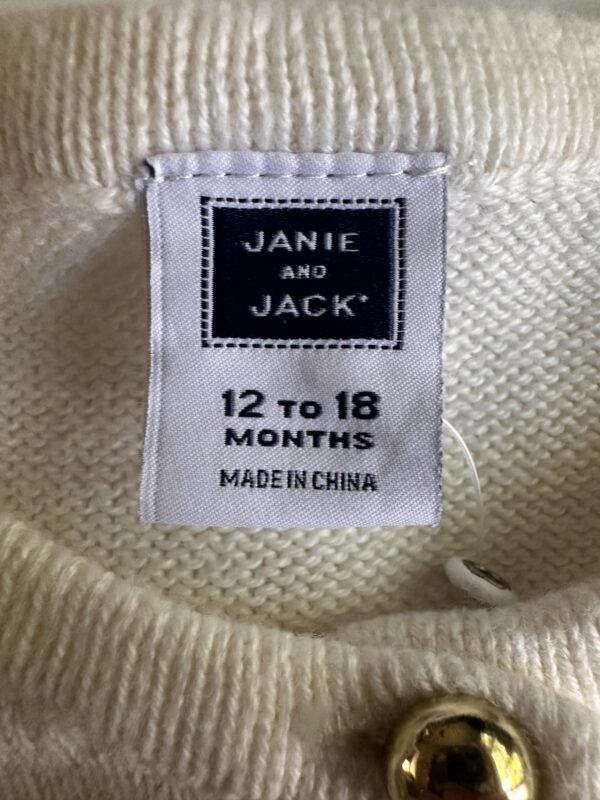 JANIE
AND
JACK
12 TO 18
MONTHS
MADE IN CHINA